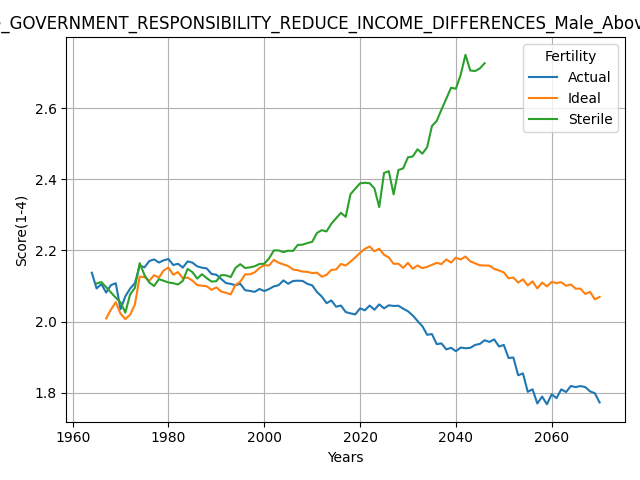 _GOVERNMENT_RESPONSIBILITY_REDUCE_INCOME_DIFFERENCES_Male_Abov
Fertility
Actual
Ideal
Sterile
Score(1-4)
2.6
2.4
2.2
2.0
1.8
1960 1980 2000 2020 2040 2060
Years